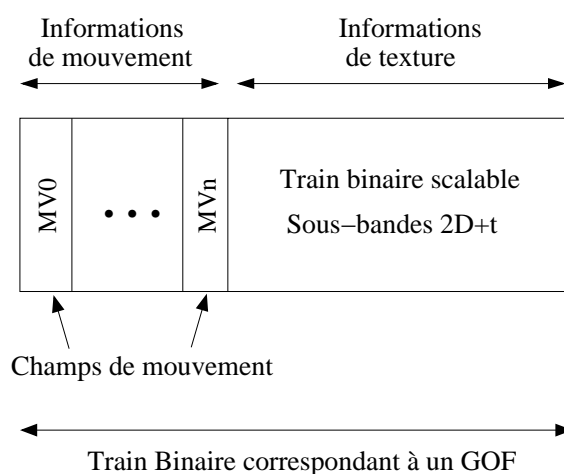 Informations
de mouvement
Informations
de texture
MV0
• • •
MVn
Train binaire scalable
Sous−bandes 2D+t
Champs de mouvement
Train Binaire correspondant à un GOF